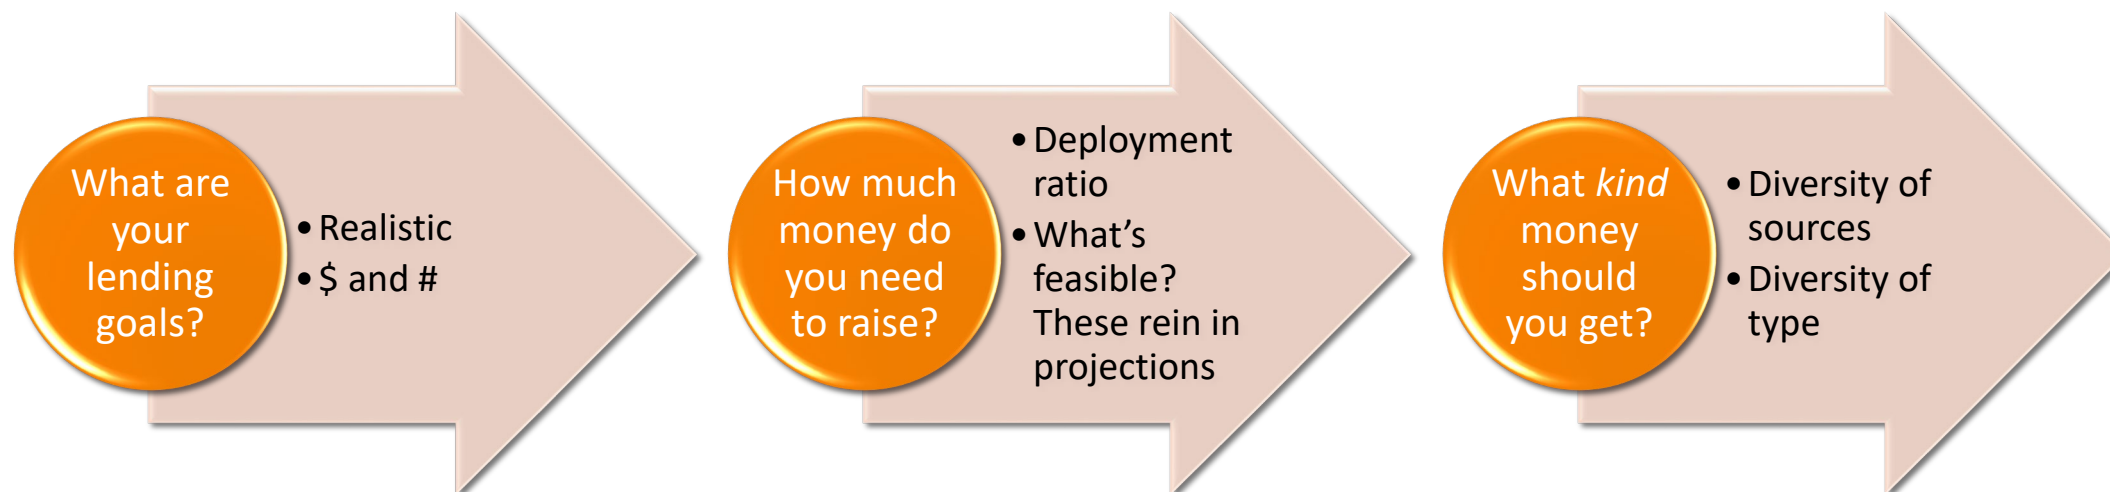 What are
your
lending
goals?
• Realistic
• $ and #
How much
money do
you need
to raise?
• Deployment
ratio
• What’s
feasible?
These rein in
projections
What kind
money
should
you get?
• Diversity of
sources
• Diversity of
type